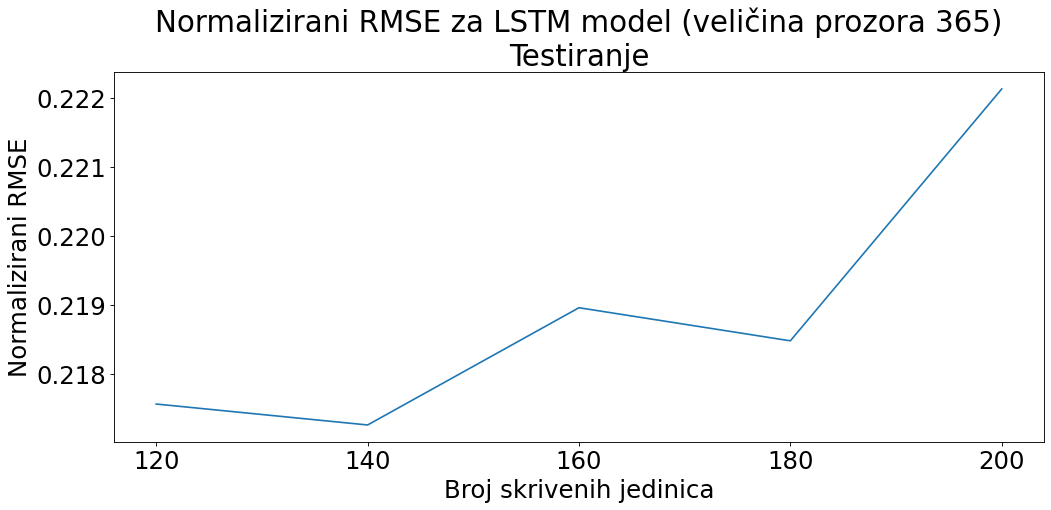 Normalizirani RMSE za LSTM model (veličina prozora 365)
Testiranje
Normalizirani RMSE
0.222
0.221
0.220
0.219
0.218
120 140 160 180 200
Broj skrivenih jedinica